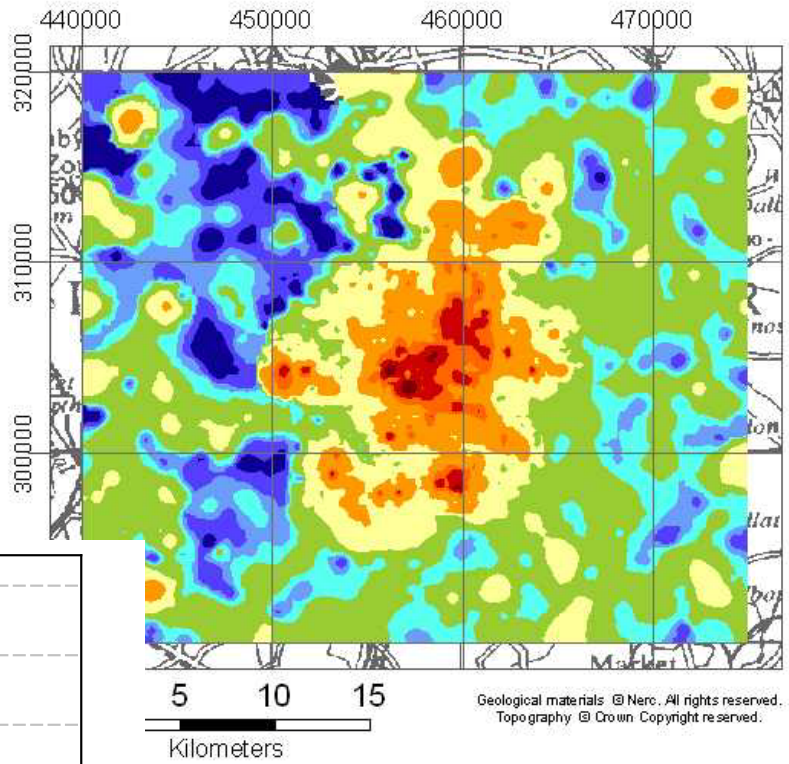 440000 450000 460000 470000
320000
310000
300000
Market
5 10 15
Kilometers
Geological materials © Nerc. All rights reserved.
Topography © Crown Copyright reserved.